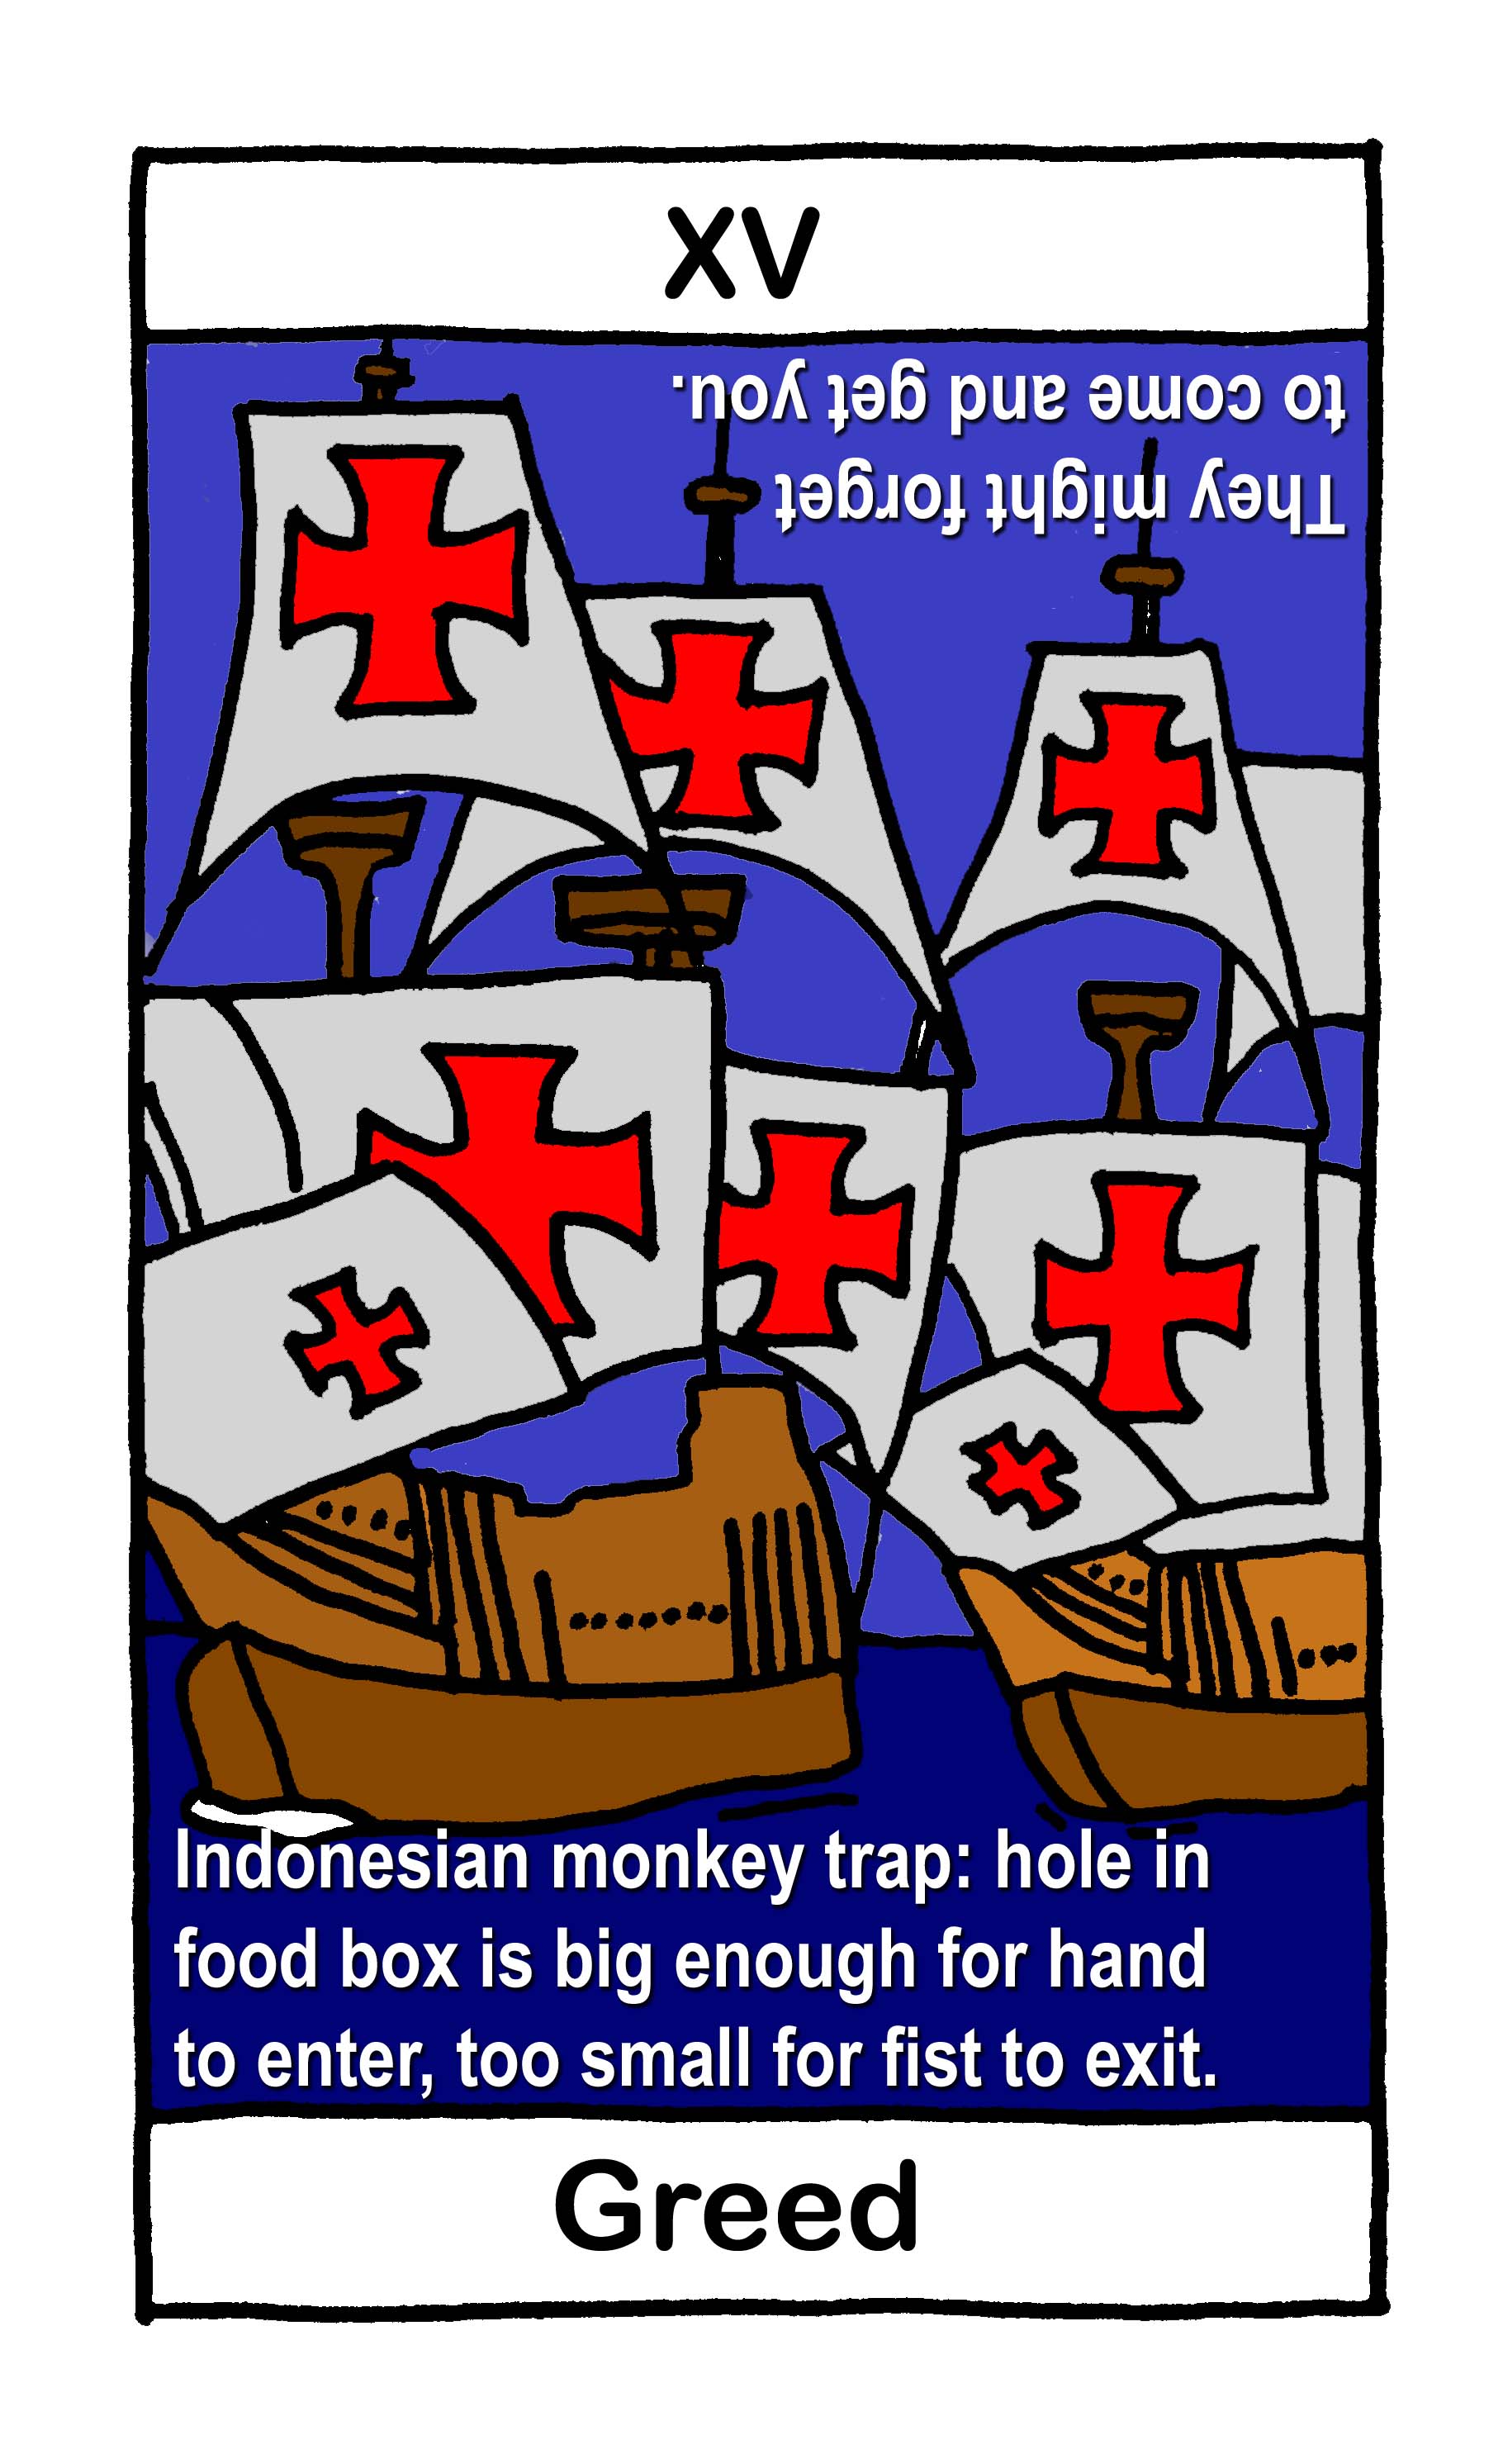 XV
They might forget
to come and get you.
Indonesian monkey trap: hole in
food box is big enough for hand
to enter, too small for fist to exit.
Greed